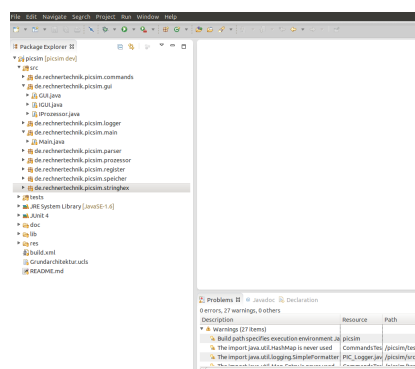 File Edit Navigate Search Project Run Window Help
Package Explorer
picsim [picsim dev]
src
de.rechnertechnik.picsim.commands
de.rechnertechnik.picsim.gui
GUI.java
IGUI.java
IProzessor.java
de.rechnertechnik.picsim.logger
de.rechnertechnik.picsim.main
Main.java
de.rechnertechnik.picsim.parser
de.rechnertechnik.picsim.prozessor
de.rechnertechnik.picsim.register
de.rechnertechnik.picsim.speicher
de.rechnertechnik.picsim.stringhex
tests
JRE System Library [JavaSE-1.6]
JUnit 4
doc
lib
res
build.xml
Grundarchitektur.ucls
README.md
Problems Javadoc Declaration
0 errors, 27 warnings, 0 others
Description Resource Path
Warnings (27 items)
Build path specifies execution environment Ja picsim
The import java.util.HashMap is never used CommandsTes /picsim/tes
The import java.util.logging.SimpleFormatter PIC_Logger.jav /picsim/src